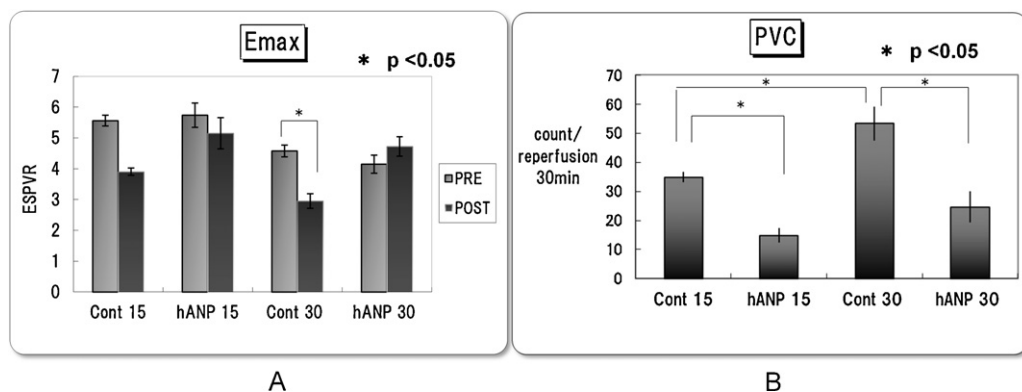 Emax
* p <0.05
7
6
5
4
3
2
1
0
ESPVR
*
PRE
POST
Cont 15 hANP 15 Cont 30 hANP 30
A
PVC
* p <0.05
70
60
50
40
30
20
10
0
count/
reperfusion
30min
* *
*
Cont 15 hANP 15 Cont 30 hANP 30
B